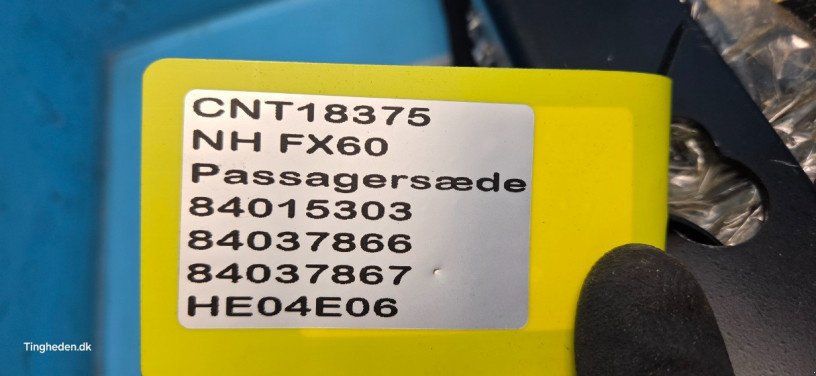 CNT18375
NH FX60
Passagersæde
84015303
84037866
84037867
HE04E06
Tingheden.dk